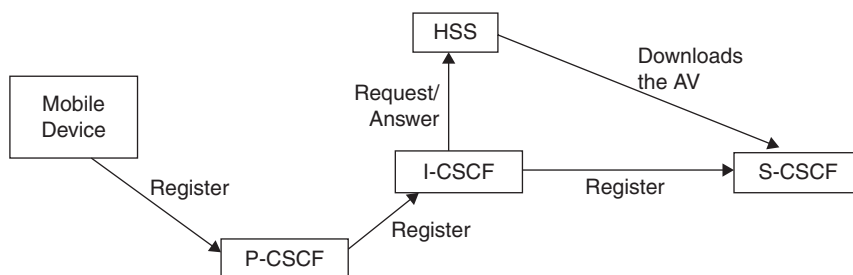 HSS
Downloads
the AV
Mobile
Device
Request/
Answer
I-CSCF
S-CSCF
Register
Register
Register
P-CSCF